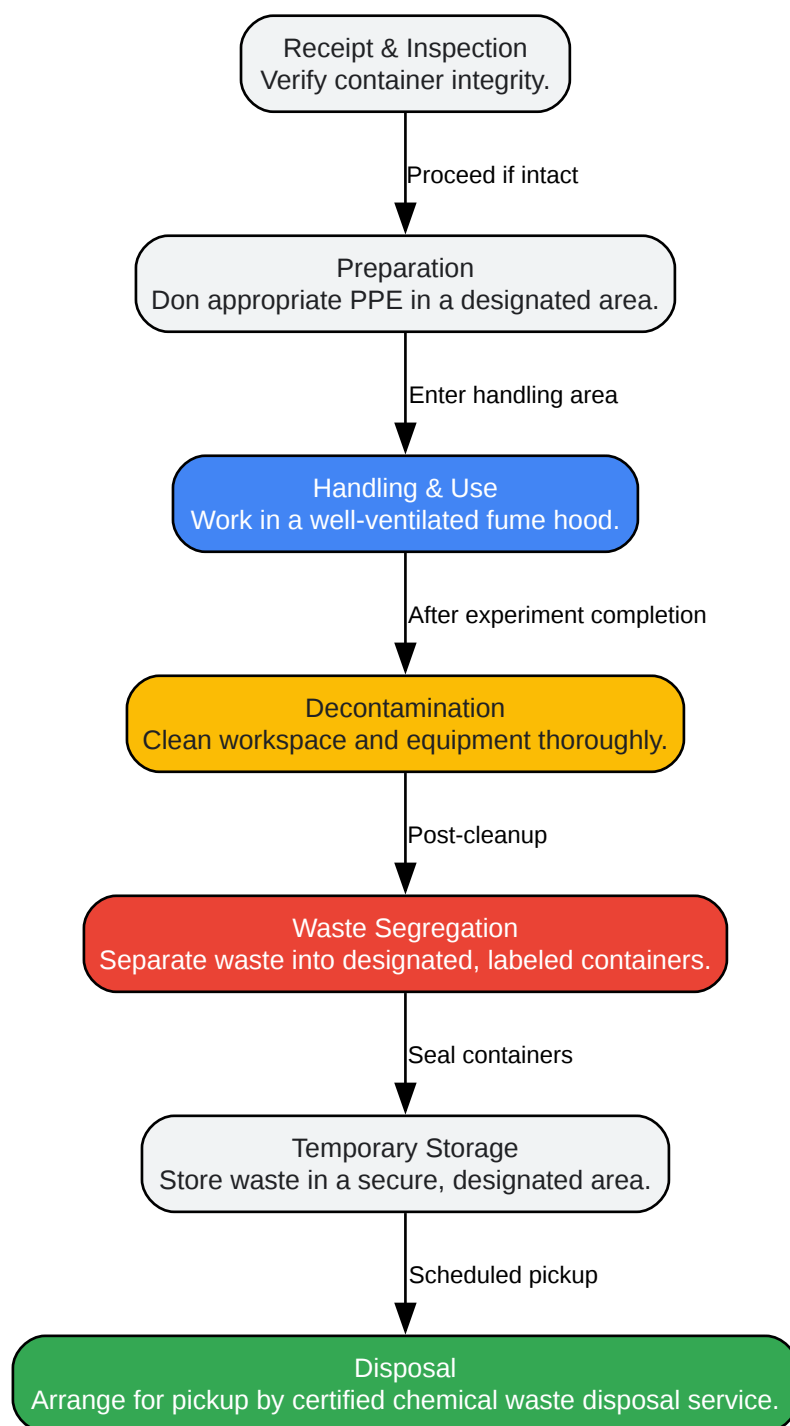 Receipt & Inspection
Verify container integrity.
Proceed if intact
Preparation
Don appropriate PPE in a designated area.
Enter handling area
Handling & Use
Work in a well-ventilated fume hood.
After experiment completion
Decontamination
Clean workspace and equipment thoroughly.
Post-cleanup
Waste Segregation
Separate waste into designated, labeled containers.
Seal containers
Temporary Storage
Store waste in a secure, designated area.
Scheduled pickup
Disposal
Arrange for pickup by certified chemical waste disposal service.